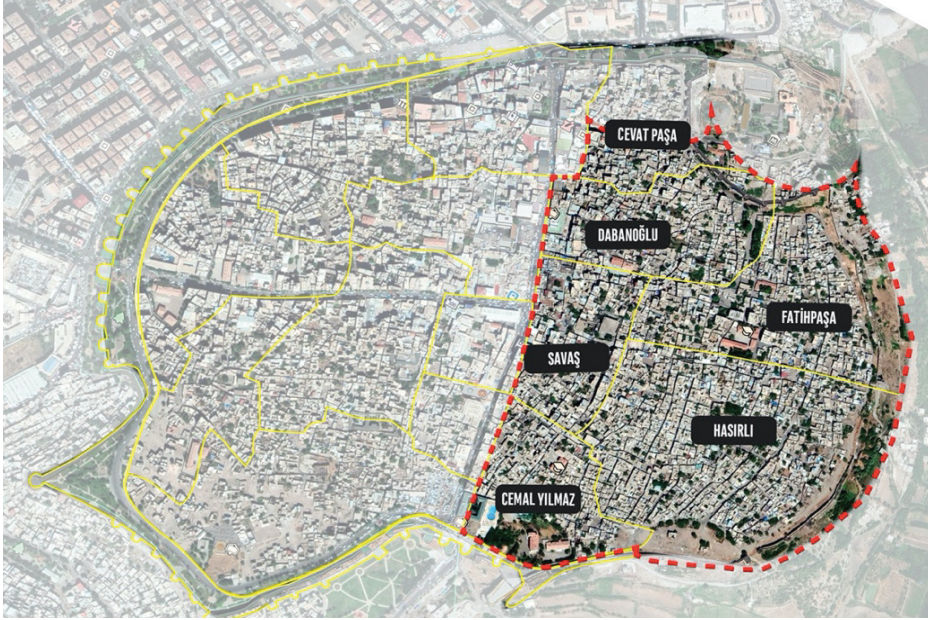 CEVAT PAŞA
DABANOĞLU
FATİHPAŞA
SAVAŞ
HASIRLI
CEMAL YILMAZ